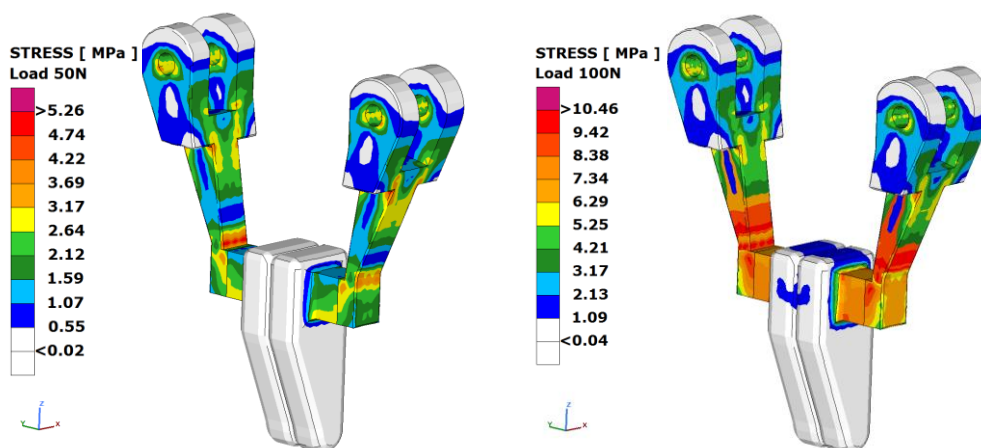 STRESS [ MPa ]
Load 50N
>5.26
4.74
4.22
3.69
3.17
2.64
2.12
1.59
1.07
0.55
<0.02
Z
Y
X
STRESS [ MPa ]
Load 100N
>10.46
9.42
8.38
7.34
6.29
5.25
4.21
3.17
2.13
1.09
<0.04
Z
Y
X